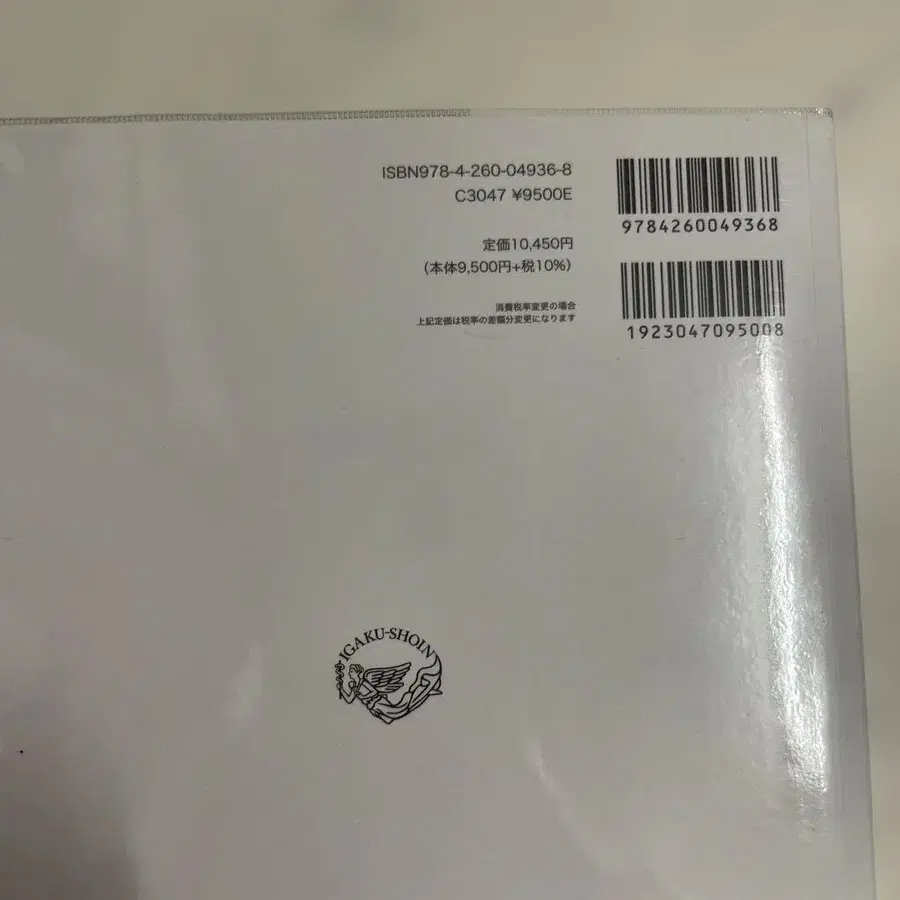 ISBN978-4-260-04936-8
C3047 ¥9500E
9784260049368
定価10,450円
(本体9,500円+税10%)
消費税率変更の場合
上記定価は税率の差額分変更になります
1923047095008
IGAKU-SHOIN